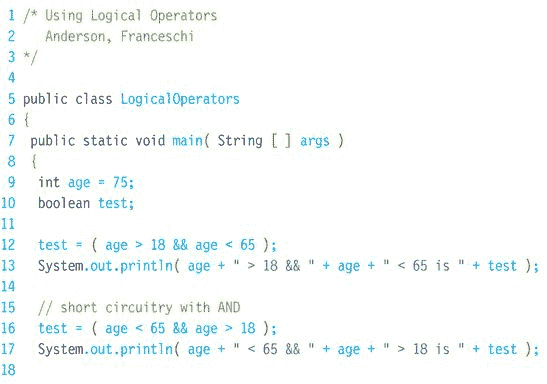 1 /* Using Logical Operators
2    Anderson, Franceschi
3 */
4
5 public class LogicalOperators
6 {
7  public static void main( String [ ] args )
8  {
9   int age = 75;
10   boolean test;
11
12   test = ( age > 18 && age < 65 );
13   System.out.println( age + " > 18 && " + age + " < 65 is " + test );
14
15   // short circuitry with AND
16   test = ( age < 65 && age > 18 );
17   System.out.println( age + " < 65 && " + age + " > 18 is " + test );
18